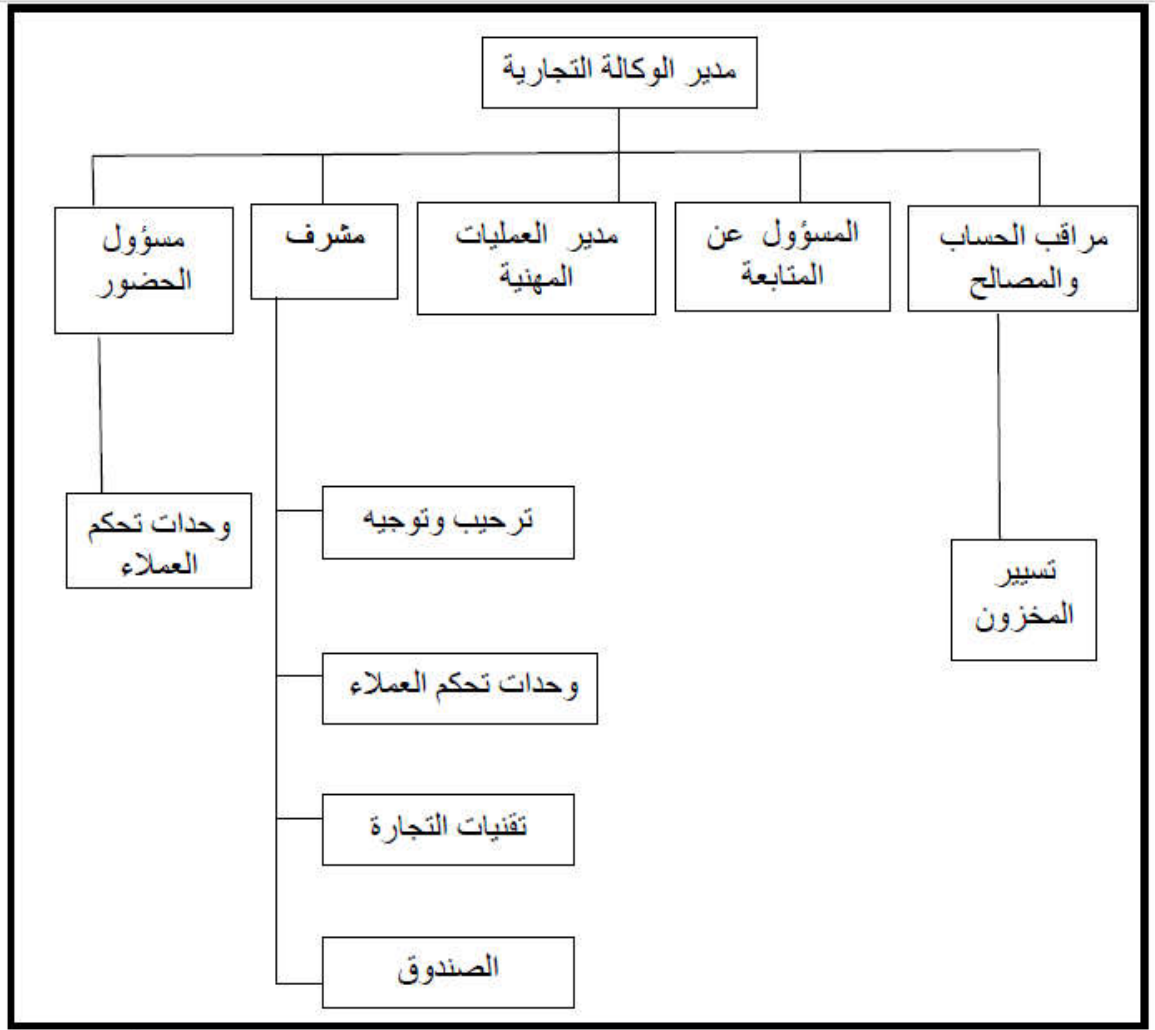 مدير الوكالة التجارية
مراقب الحساب
والمصالح
المسؤول عن
المتابعة
مدير العمليات
المهنية
مشرف
مسؤول
الحضور
ترحيب وتوجيه
وحدات تحكم
العملاء
تسيير
المخزون
وحدات تحكم العملاء
تقنيات التجارة
الصندوق